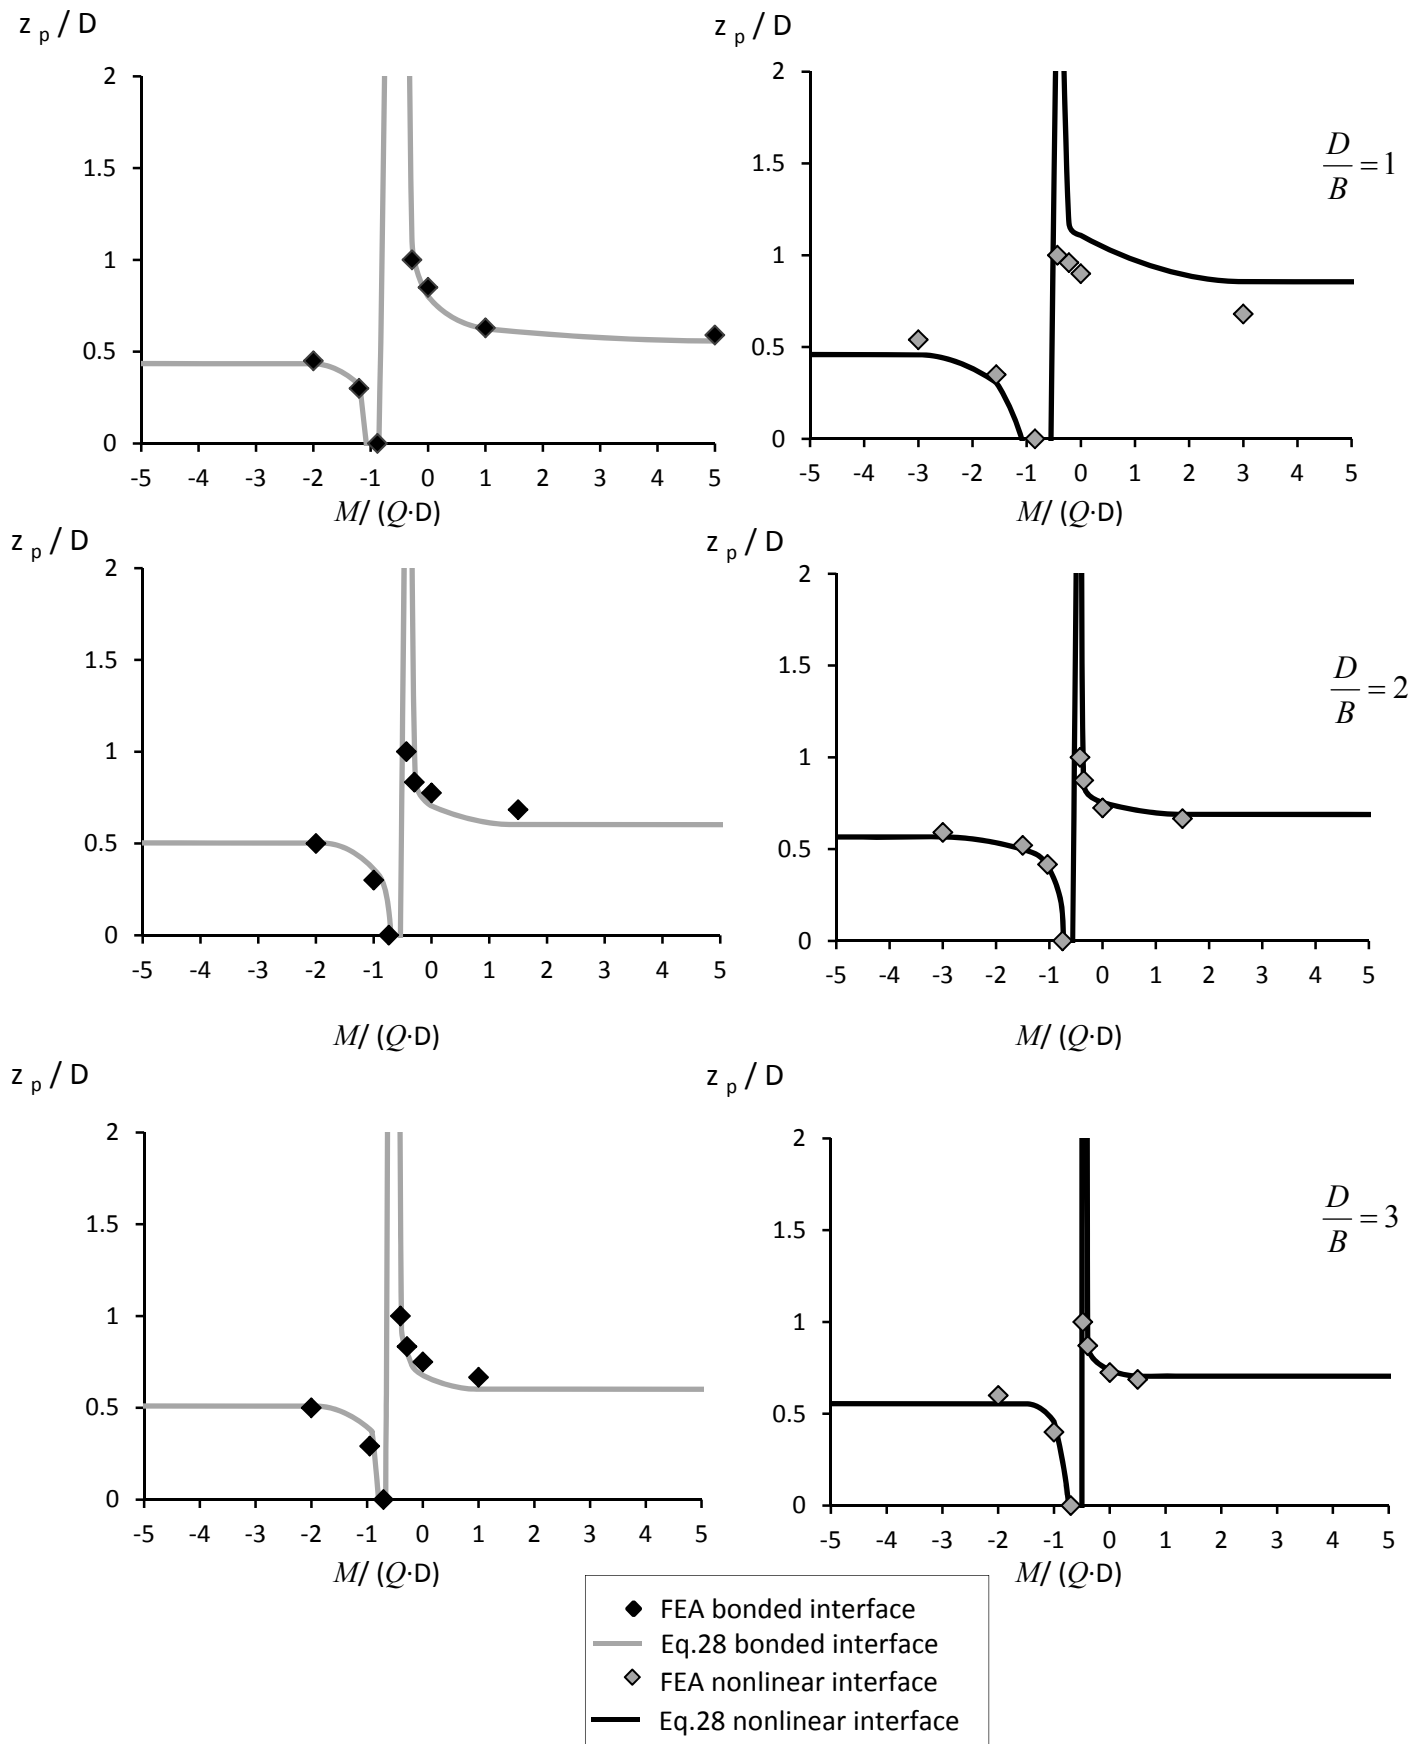 z p / D
z p / D
2
1.5
1
0.5
0
-5 -4 -3 -2 -1 0 1 2 3 4 5
M/ (Q·D)
2
1.5
1
0.5
0
-5 -4 -3 -2 -1 0 1 2 3 4 5
M/ (Q·D)
D/B = 1
z p / D
z p / D
2
1.5
1
0.5
0
-5 -4 -3 -2 -1 0 1 2 3 4 5
M/ (Q·D)
2
1.5
1
0.5
0
-5 -4 -3 -2 -1 0 1 2 3 4 5
M/ (Q·D)
D/B = 2
z p / D
z p / D
2
1.5
1
0.5
0
-5 -4 -3 -2 -1 0 1 2 3 4 5
M/ (Q·D)
2
1.5
1
0.5
0
-5 -4 -3 -2 -1 0 1 2 3 4 5
M/ (Q·D)
D/B = 3
FEA bonded interface
Eq.28 bonded interface
FEA nonlinear interface
Eq.28 nonlinear interface